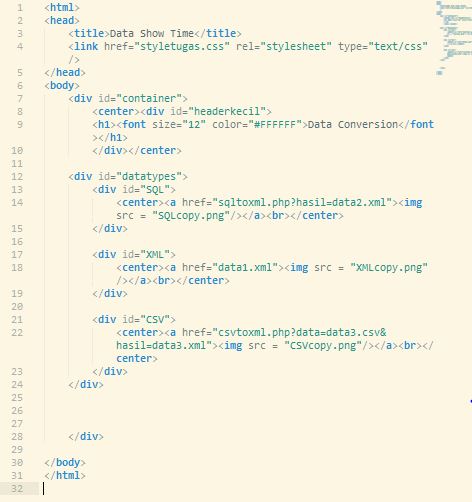 1 <html>
2 <head>
3 <title>Data Show Time</title>
4 <link href="styletugas.css" rel="stylesheet" type="text/css"
/>
5 </head>
6 <body>
7 <div id="container">
8 <center><div id="headerkecil">
9 <h1><font size="12" color="#FFFFFF">Data Conversion</font
></h1>
10 </div></center>
11
12 <div id="datatypes">
13 <div id="SQL">
14 <center><a href="sqltoxml.php?hasil=data2.xml"><img
src = "SQLcopy.png"/></a><br></center>
15 </div>
16
17 <div id="XML">
18 <center><a href="data1.xml"><img src = "XMLcopy.png"
/></a><br></center>
19 </div>
20
21 <div id="CSV">
22 <center><a href="csvtoxml.php?data=data3.csv&
hasil=data3.xml"><img src = "CSVcopy.png"/></a><br></
center>
23 </div>
24 </div>
25
26
27
28 </div>
29
30 </body>
31 </html>
32